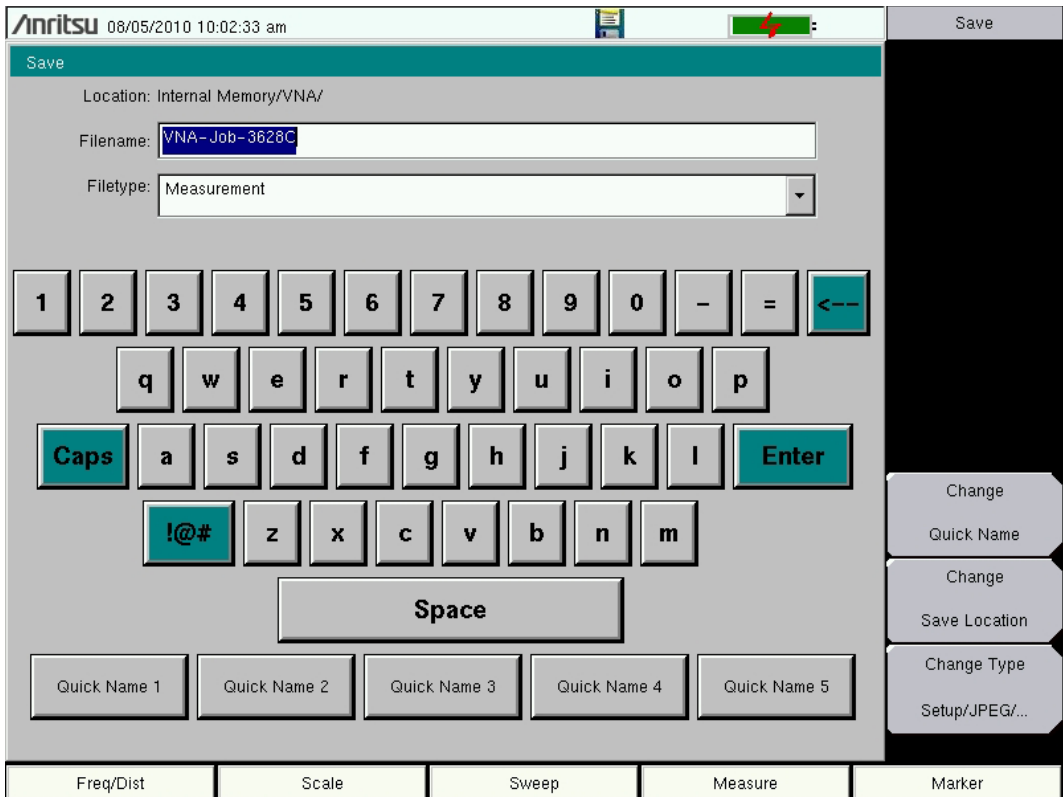 Anritsu 08/05/2010 10:02:33 am
Save
Save
Location: Internal Memory/VNA/
Filename: VNA-Job-3628C
Filetype: Measurement
1 2 3 4 5 6 7 8 9 0 - = <--
q w e r t y u i o p
Caps a s d f g h j k l Enter
!@# z x c v b n m
Space
Quick Name 1 Quick Name 2 Quick Name 3 Quick Name 4 Quick Name 5
Change
Quick Name
Change
Save Location
Change Type
Setup/JPEG/...
Freq/Dist Scale Sweep Measure Marker